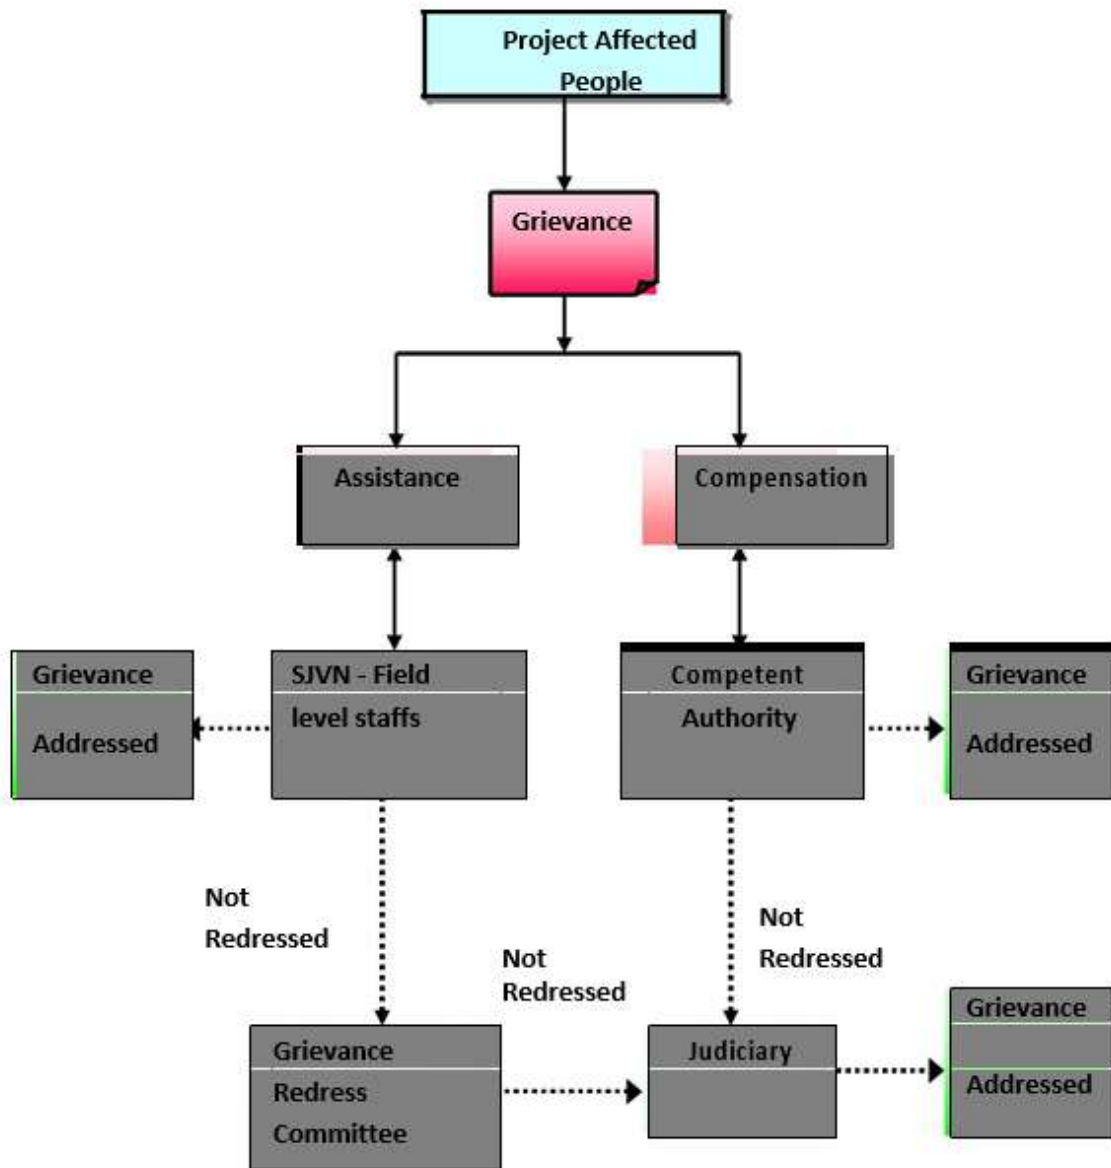 Project Affected
People
Grievance
Assistance
Compensation
Grievance
Addressed
SJVN - Field
level staffs
Competent
Authority
Grievance
Addressed
Not
Redressed
Not
Redressed
Not
Redressed
Grievance
Redress
Committee
Judiciary
Grievance
Addressed